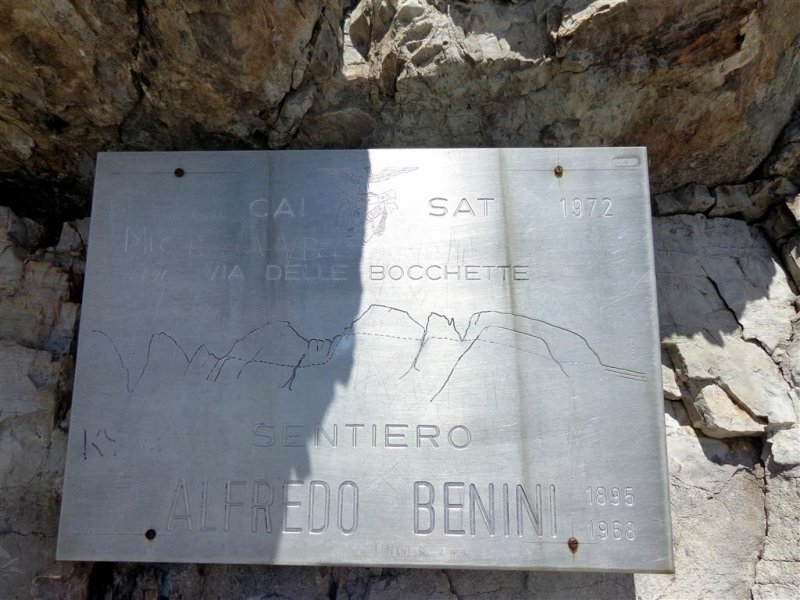 CAI SAT 1972
VIA DELLE BOCCHETTE
SENTIERO
ALFREDO BENINI 1895
1968